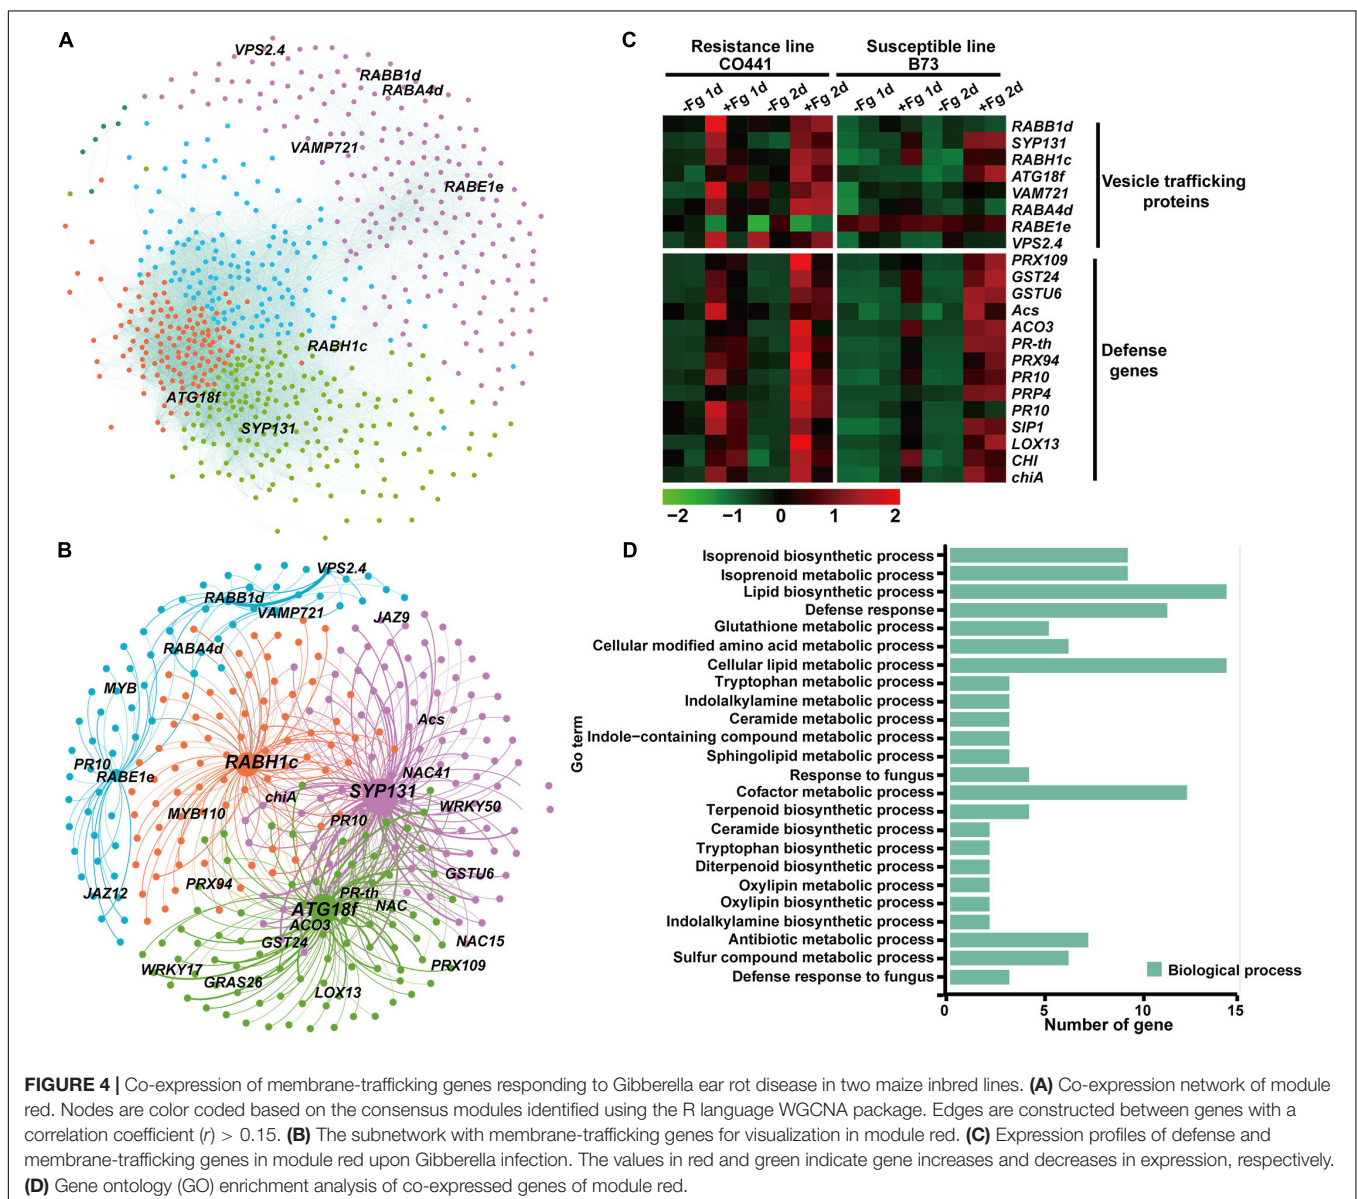 A
VPS2.4
RABB1d
RABA4d
VAMP721
RABE1e
RABH1c
ATG18f
SYP131
C
Resistance line Susceptible line
CO441 B73
-Fg 1d +Fg 1d -Fg 2d +Fg 2d -Fg 1d +Fg 1d -Fg 2d +Fg 2d
RABB1d
SYP131
RABH1c
ATG18f
VAM721
RABA4d
RABE1e
VPS2.4
Vesicle trafficking
proteins
PRX109
GST24
GSTU6
Acs
ACO3
PR-th
PRX94
PR10
PRP4
PR10
SIP1
LOX13
CHI
chiA
Defense
genes
−2 −1 0 1 2
B
VPS2.4
RABB1d
VAMP721
JAZ9
RABA4d
MYB
Acs
PR10
RABE1e
RABH1c
NAC41
SYP131
chiA
WRKY50
MYB110
PR10
GSTU6
JAZ12
PRX94
PR-th
NAC
ATG18f
ACO3
GST24
NAC15
WRKY17
PRX109
GRAS26
LOX13
D
Go term
Isoprenoid biosynthetic process
Isoprenoid metabolic process
Lipid biosynthetic process
Defense response
Glutathione metabolic process
Cellular modified amino acid metabolic process
Cellular lipid metabolic process
Tryptophan metabolic process
Indolalkylamine metabolic process
Ceramide metabolic process
Indole−containing compound metabolic process
Sphingolipid metabolic process
Response to fungus
Cofactor metabolic process
Terpenoid biosynthetic process
Ceramide biosynthetic process
Tryptophan biosynthetic process
Diterpenoid biosynthetic process
Oxylipin metabolic process
Oxylipin biosynthetic process
Indolalkylamine biosynthetic process
Antibiotic metabolic process
Sulfur compound metabolic process
Defense response to fungus
Biological process
0 5 10 15
Number of gene
FIGURE 4 | Co-expression of membrane-trafficking genes responding to Gibberella ear rot disease in two maize inbred lines. (A) Co-expression network of module
red. Nodes are color coded based on the consensus modules identified using the R language WGCNA package. Edges are constructed between genes with a
correlation coefficient (r) > 0.15. (B) The subnetwork with membrane-trafficking genes for visualization in module red. (C) Expression profiles of defense and
membrane-trafficking genes in module red upon Gibberella infection. The values in red and green indicate gene increases and decreases in expression, respectively.
(D) Gene ontology (GO) enrichment analysis of co-expressed genes of module red.